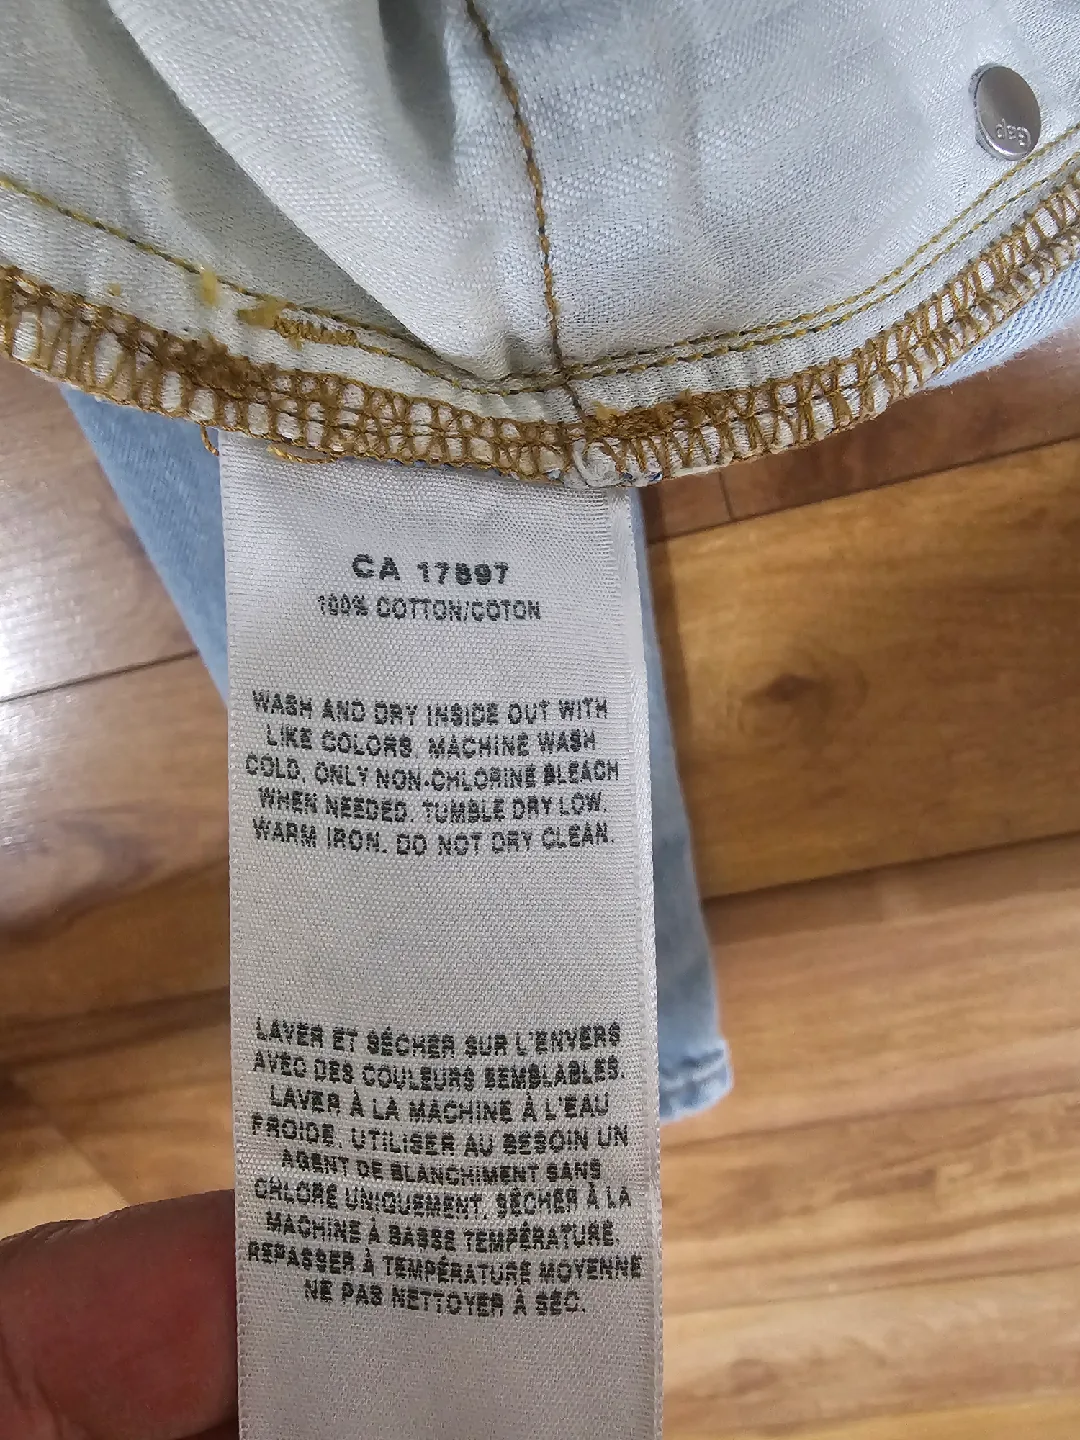 Gap
CA 17897
100% COTTON/COTON
WASH AND DRY INSIDE OUT WITH
LIKE COLORS. MACHINE WASH
COLD. ONLY NON-CHLORINE BLEACH
WHEN NEEDED. TUMBLE DRY LOW.
WARM IRON. DO NOT DRY CLEAN.
LAVER ET SÉCHER SUR L'ENVERS
AVEC DES COULEURS SEMBLABLES.
LAVER À LA MACHINE À L'EAU
FROIDE. UTILISER AU BESOIN UN
AGENT DE BLANCHIMENT SANS
CHLORE UNIQUEMENT. SÉCHER À LA
MACHINE À BASSE TEMPÉRATURE.
REPASSER À TEMPÉRATURE MOYENNE
NE PAS NETTOYER À SEC.